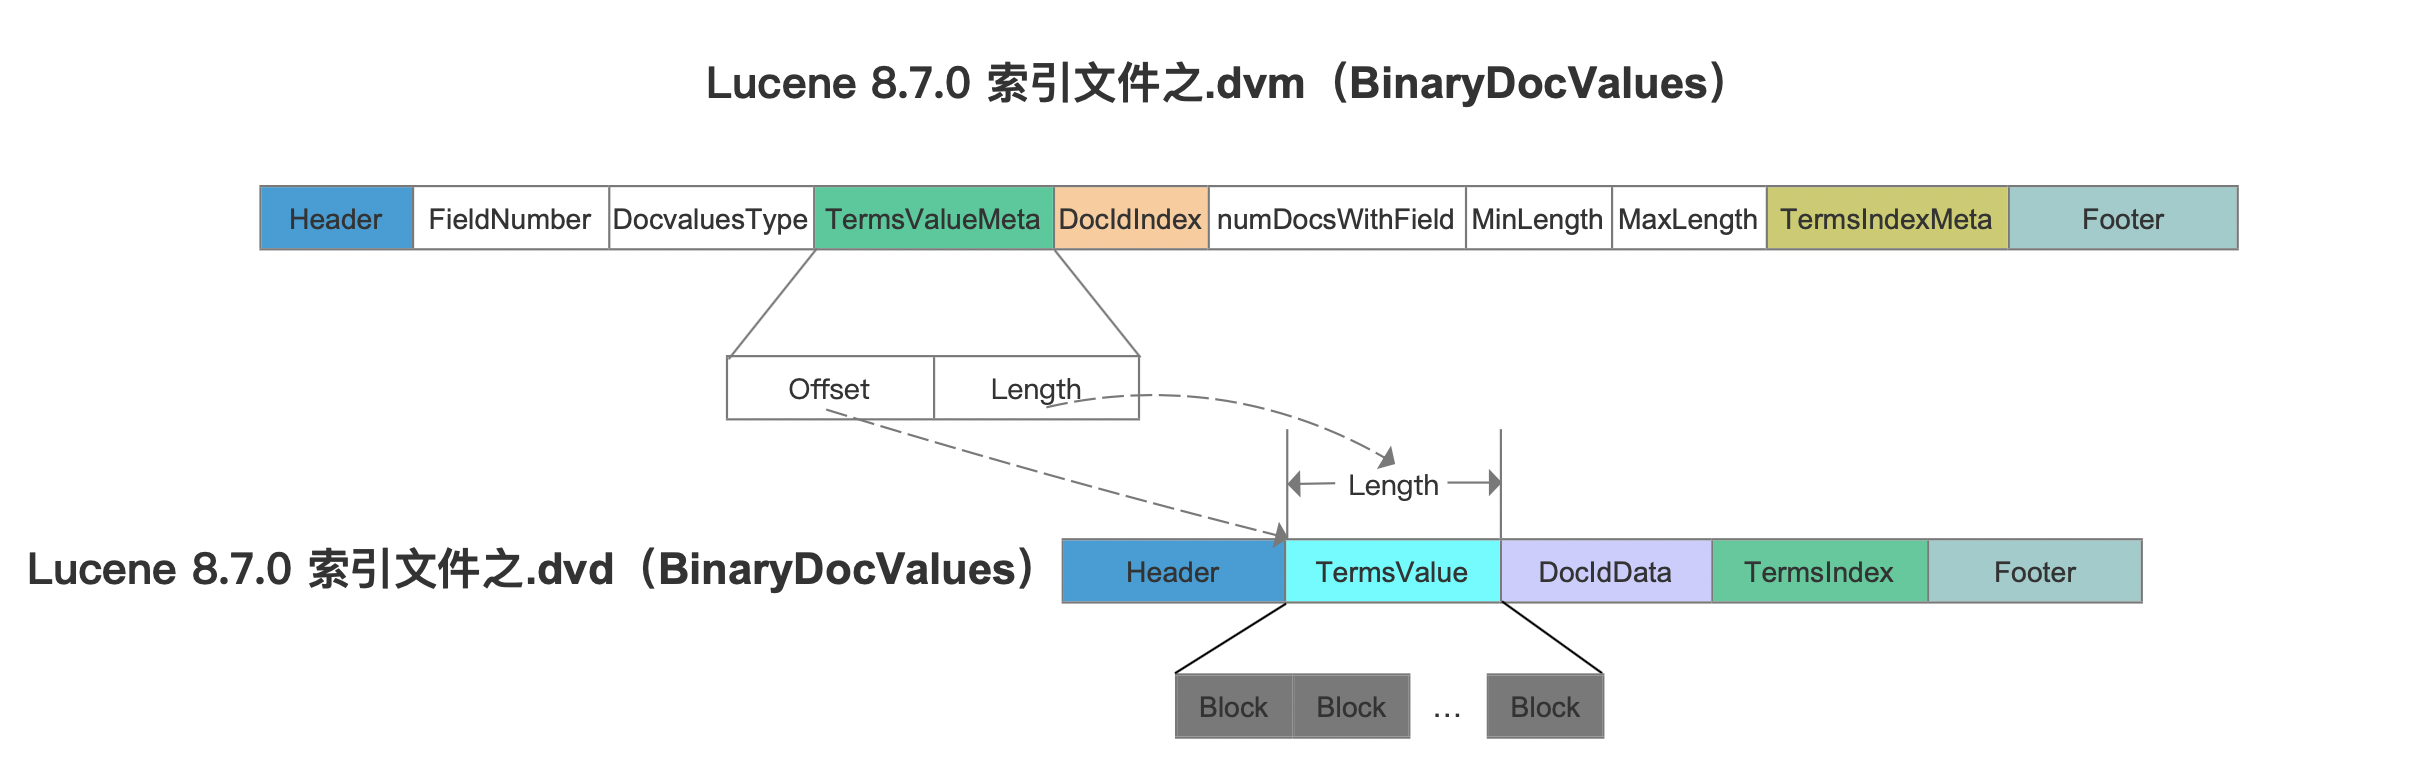 Lucene 8.7.0 索引文件之.dvm（BinaryDocValues）
Header FieldNumber DocvaluesType TermsValueMeta DocIdIndex numDocsWithField MinLength MaxLength TermsIndexMeta Footer
Offset Length
Length
Lucene 8.7.0 索引文件之.dvd（BinaryDocValues） Header TermsValue DocIdData TermsIndex Footer
Block Block ... Block